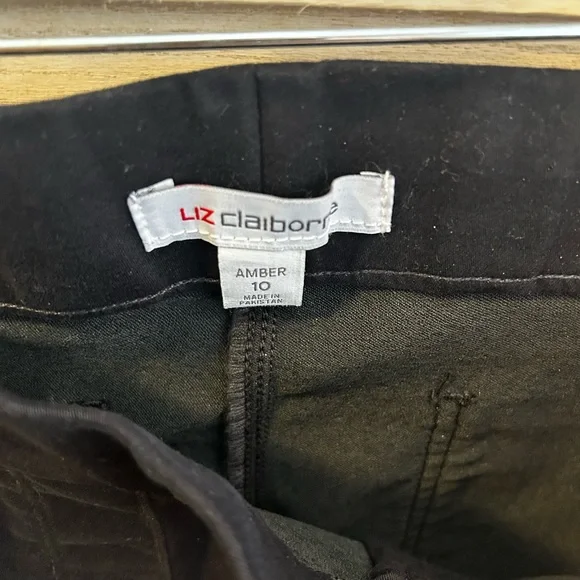 LIZ claiborne
AMBER
10
MADE IN
PAKISTAN